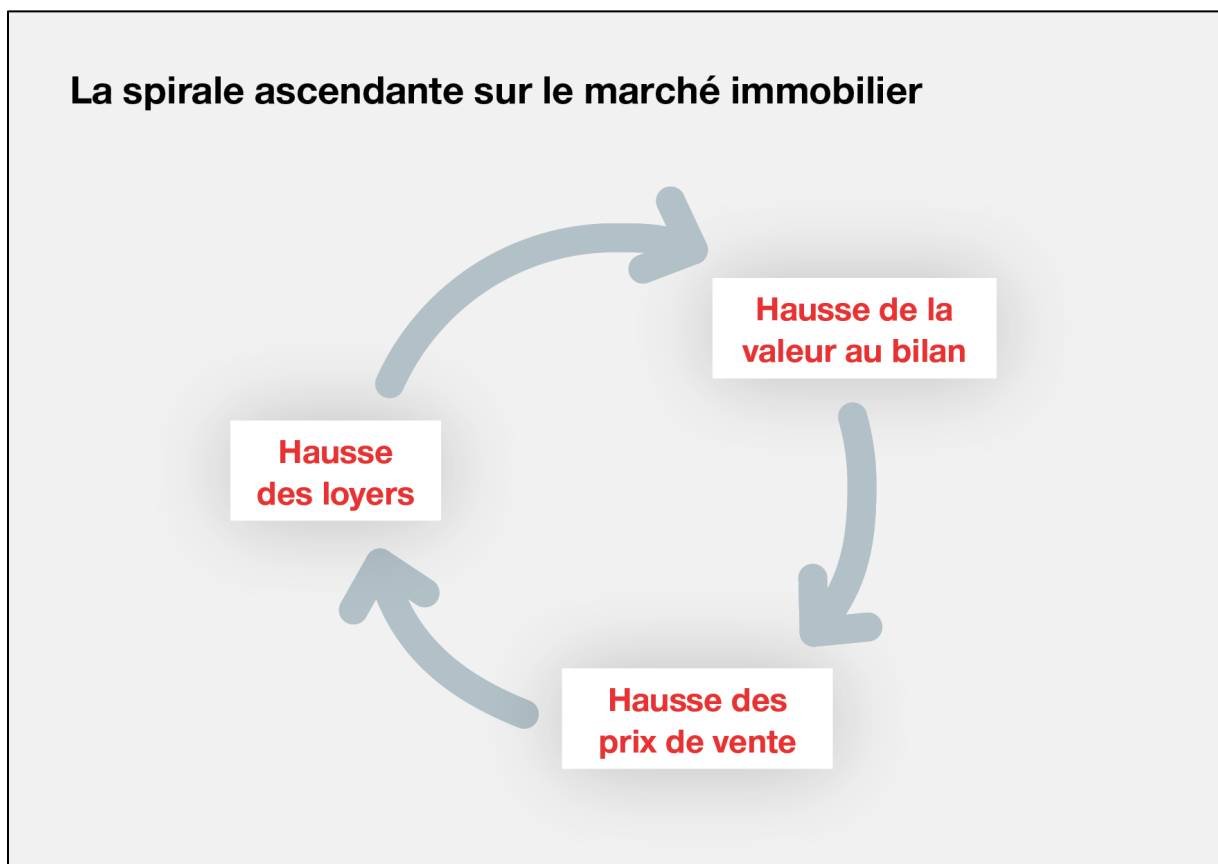 La spirale ascendante sur le marché immobilier
Hausse de la
valeur au bilan
Hausse
des loyers
Hausse des
prix de vente